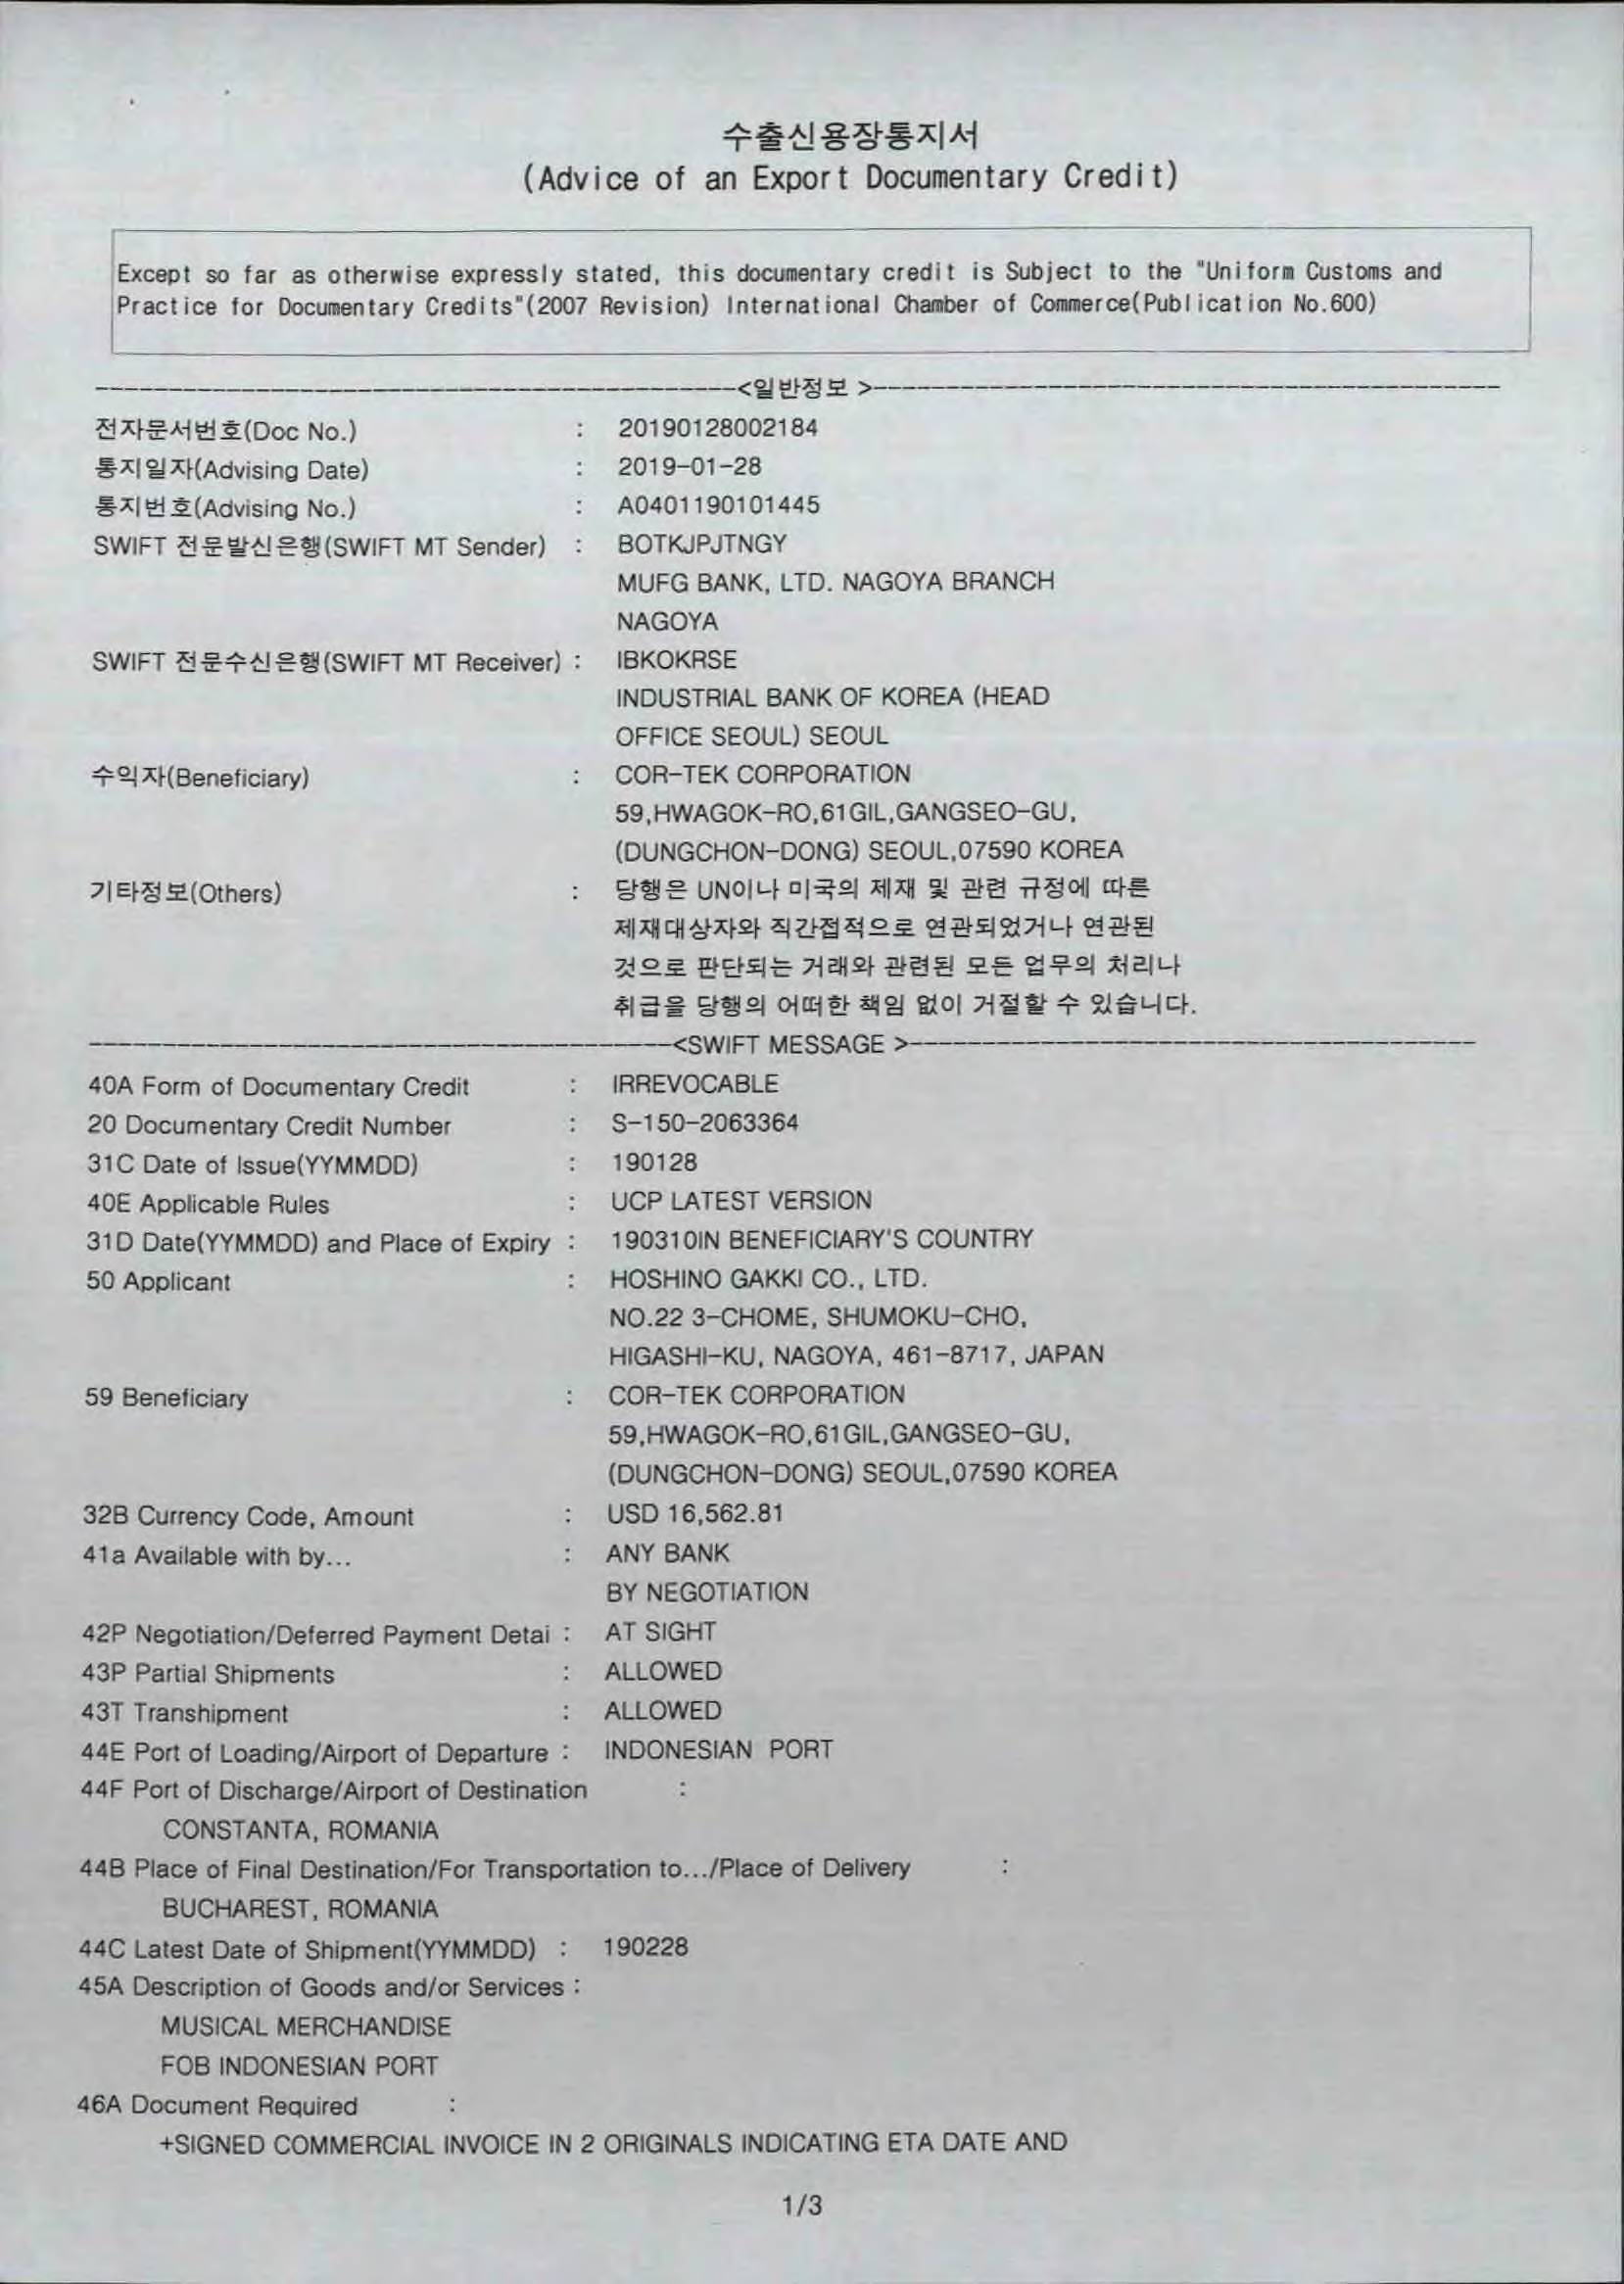 수출신용장통지서
(Advice of an Export Documentary Credit)
Except so far as otherwise expressly stated, this documentary credit is Subject to the "Uniform Customs and
Practice for Documentary Credits"(2007 Revision) International Chamber of Commerce(Publication No.600)
--------------------------------------------<일반정보 >--------------------------------------------
전자문서번호(Doc No.) : 20190128002184
통지일자(Advising Date) : 2019-01-28
통지번호(Advising No.) : A0401190101445
SWIFT 전문발신은행(SWIFT MT Sender) : BOTKJPJTNGY
MUFG BANK, LTD. NAGOYA BRANCH
NAGOYA
SWIFT 전문수신은행(SWIFT MT Receiver) : IBKOKRSE
INDUSTRIAL BANK OF KOREA (HEAD
OFFICE SEOUL) SEOUL
수익자(Beneficiary) : COR-TEK CORPORATION
59,HWAGOK-RO,61GIL,GANGSEO-GU,
(DUNGCHON-DONG) SEOUL,07590 KOREA
기타정보(Others) : 당행은 UN이나 미국의 제재 및 관련 규정에 따른
제재대상자와 직간접적으로 연관되었거나 연관된
것으로 판단되는 거래와 관련된 모든 업무의 처리나
취급을 당행의 어떠한 책임 없이 거절할 수 있습니다.
----------------------------------------<SWIFT MESSAGE >----------------------------------------
40A Form of Documentary Credit : IRREVOCABLE
20 Documentary Credit Number : S-150-2063364
31C Date of Issue(YYMMDD) : 190128
40E Applicable Rules : UCP LATEST VERSION
31D Date(YYMMDD) and Place of Expiry : 190310IN BENEFICIARY'S COUNTRY
50 Applicant : HOSHINO GAKKI CO., LTD.
NO.22 3-CHOME, SHUMOKU-CHO,
HIGASHI-KU, NAGOYA, 461-8717, JAPAN
59 Beneficiary : COR-TEK CORPORATION
59,HWAGOK-RO,61GIL,GANGSEO-GU,
(DUNGCHON-DONG) SEOUL,07590 KOREA
32B Currency Code, Amount : USD 16,562.81
41a Available with by... : ANY BANK
BY NEGOTIATION
42P Negotiation/Deferred Payment Detai : AT SIGHT
43P Partial Shipments : ALLOWED
43T Transhipment : ALLOWED
44E Port of Loading/Airport of Departure : INDONESIAN PORT
44F Port of Discharge/Airport of Destination :
CONSTANTA, ROMANIA
44B Place of Final Destination/For Transportation to.../Place of Delivery :
BUCHAREST, ROMANIA
44C Latest Date of Shipment(YYMMDD) : 190228
45A Description of Goods and/or Services :
MUSICAL MERCHANDISE
FOB INDONESIAN PORT
46A Document Required :
+SIGNED COMMERCIAL INVOICE IN 2 ORIGINALS INDICATING ETA DATE AND
1/3